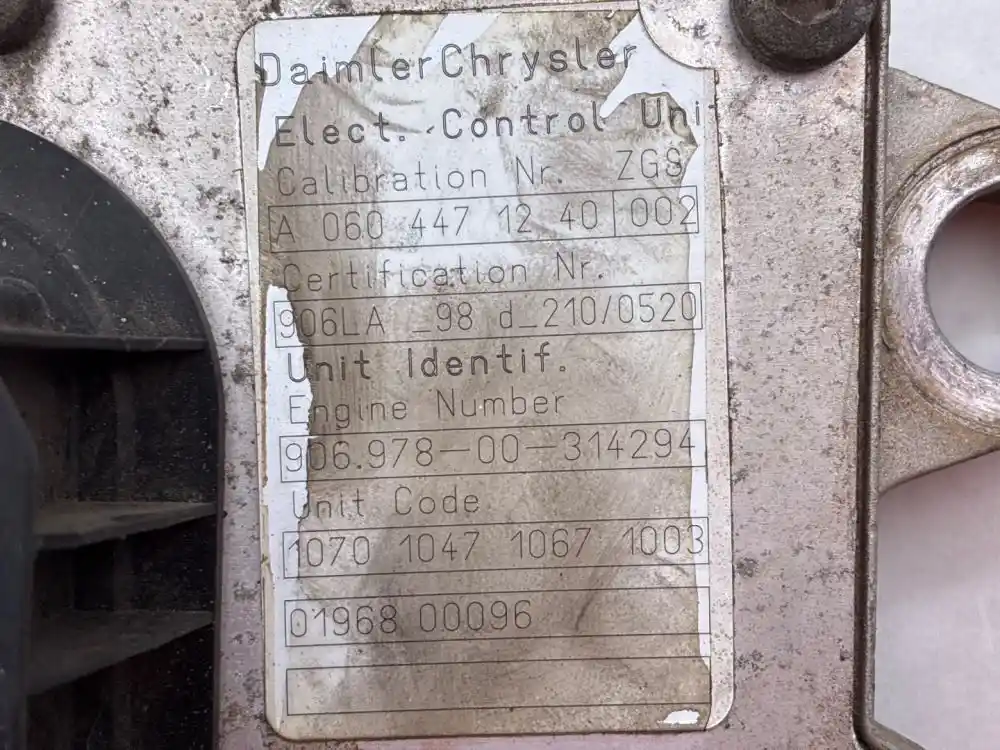 DaimlerChrysler
Elect. Control Uni
Calibration Nr. ZGS
A 060 447 12 40 002
Certification Nr.
906LA _98 d_210/0520
Unit Identif.
Engine Number
906.978-00-314294
Unit Code
1070 1047 1067 1003
01968 00096